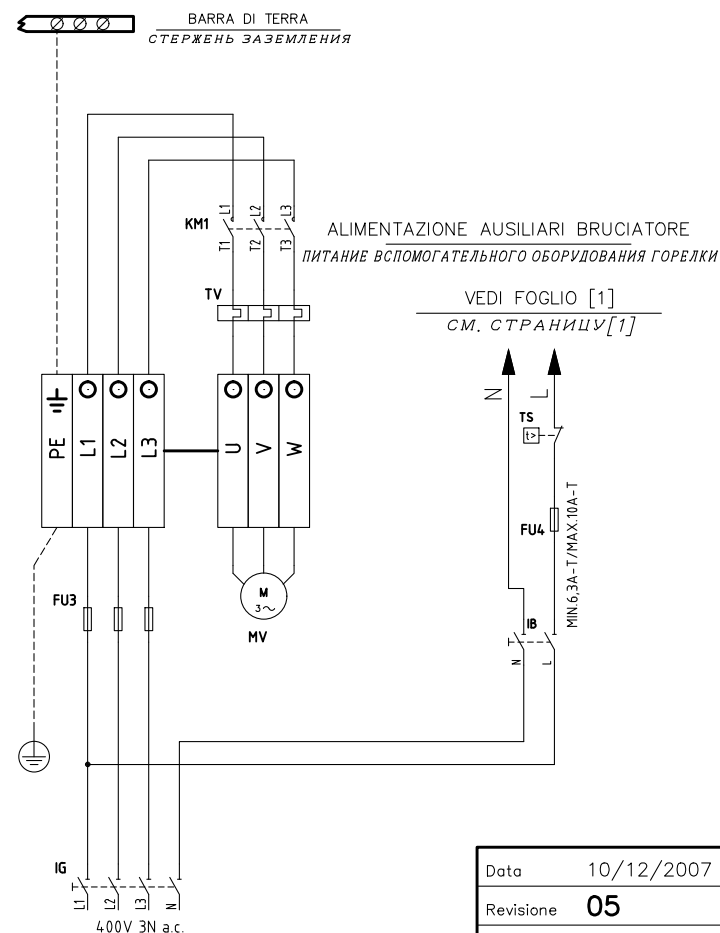 BARRA DI TERRA
СТЕРЖЕНЬ ЗАЗЕМЛЕНИЯ
L1 L2 L3
KM1
T1 T2 T3
ALIMENTAZIONE AUSILIARI BRUCIATORE
ПИТАНИЕ ВСПОМОГАТЕЛЬНОГО ОБОРУДОВАНИЯ ГОРЕЛКИ
TV
VEDI FOGLIO [1]
СМ. СТРАНИЦУ[1]
N L
TS
t>
PE L1 L2 L3 U V W
FU4
MIN.6,3A-T/MAX.10A-T
FU3
M
3~
MV
IB
N L
IG
L1 L2 L3 N
400V 3N a.c.
Data 10/12/2007
Revisione 05